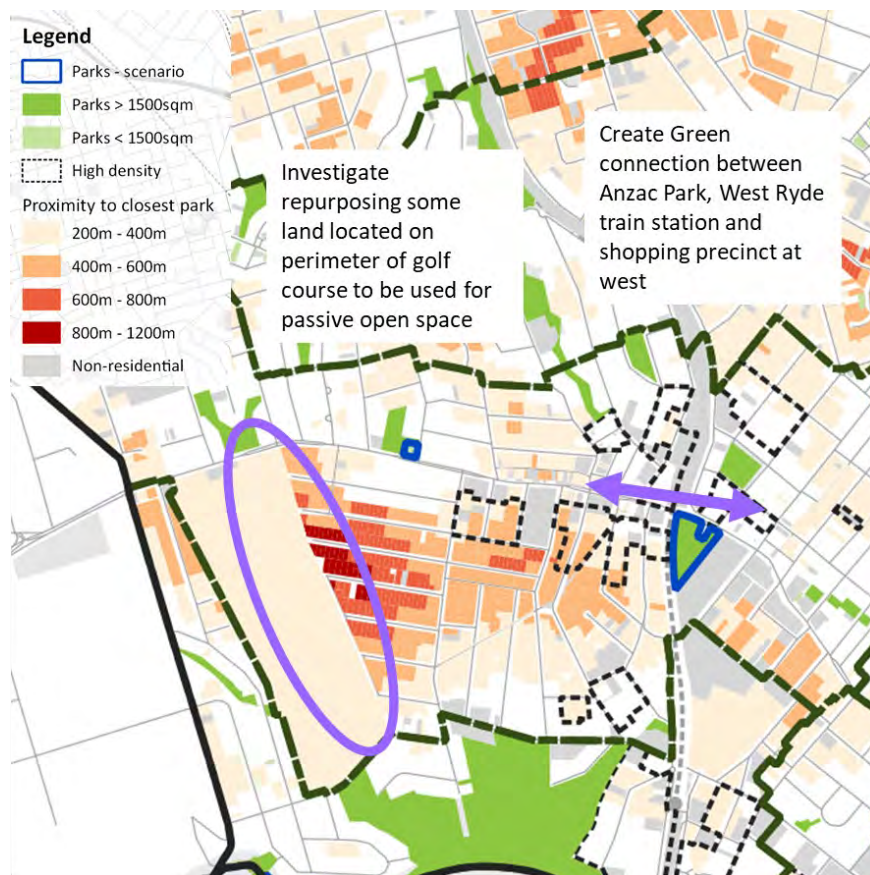 Legend
Parks - scenario
Parks > 1500sqm
Parks < 1500sqm
High density
Proximity to closest park
200m - 400m
400m - 600m
600m - 800m
800m - 1200m
Non-residential
Investigate
repurposing some
land located on
perimeter of golf
course to be used for
passive open space
Create Green
connection between
Anzac Park, West Ryde
train station and
shopping precinct at
west